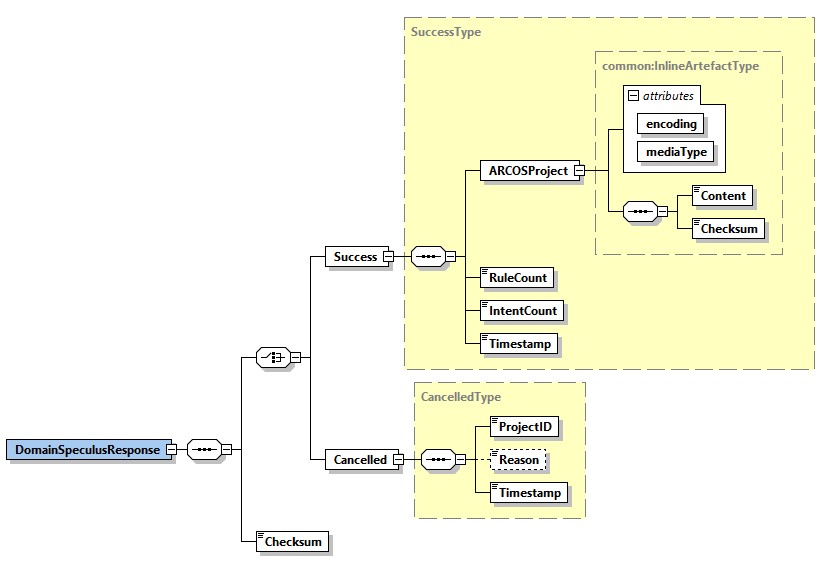 SuccessType
common:InlineArtefactType
attributes
encoding
mediaType
ARCOSProject
Content
Checksum
Success
RuleCount
IntentCount
Timestamp
CancelledType
ProjectID
DomainSpeculusResponse
Cancelled
Reason
Timestamp
Checksum